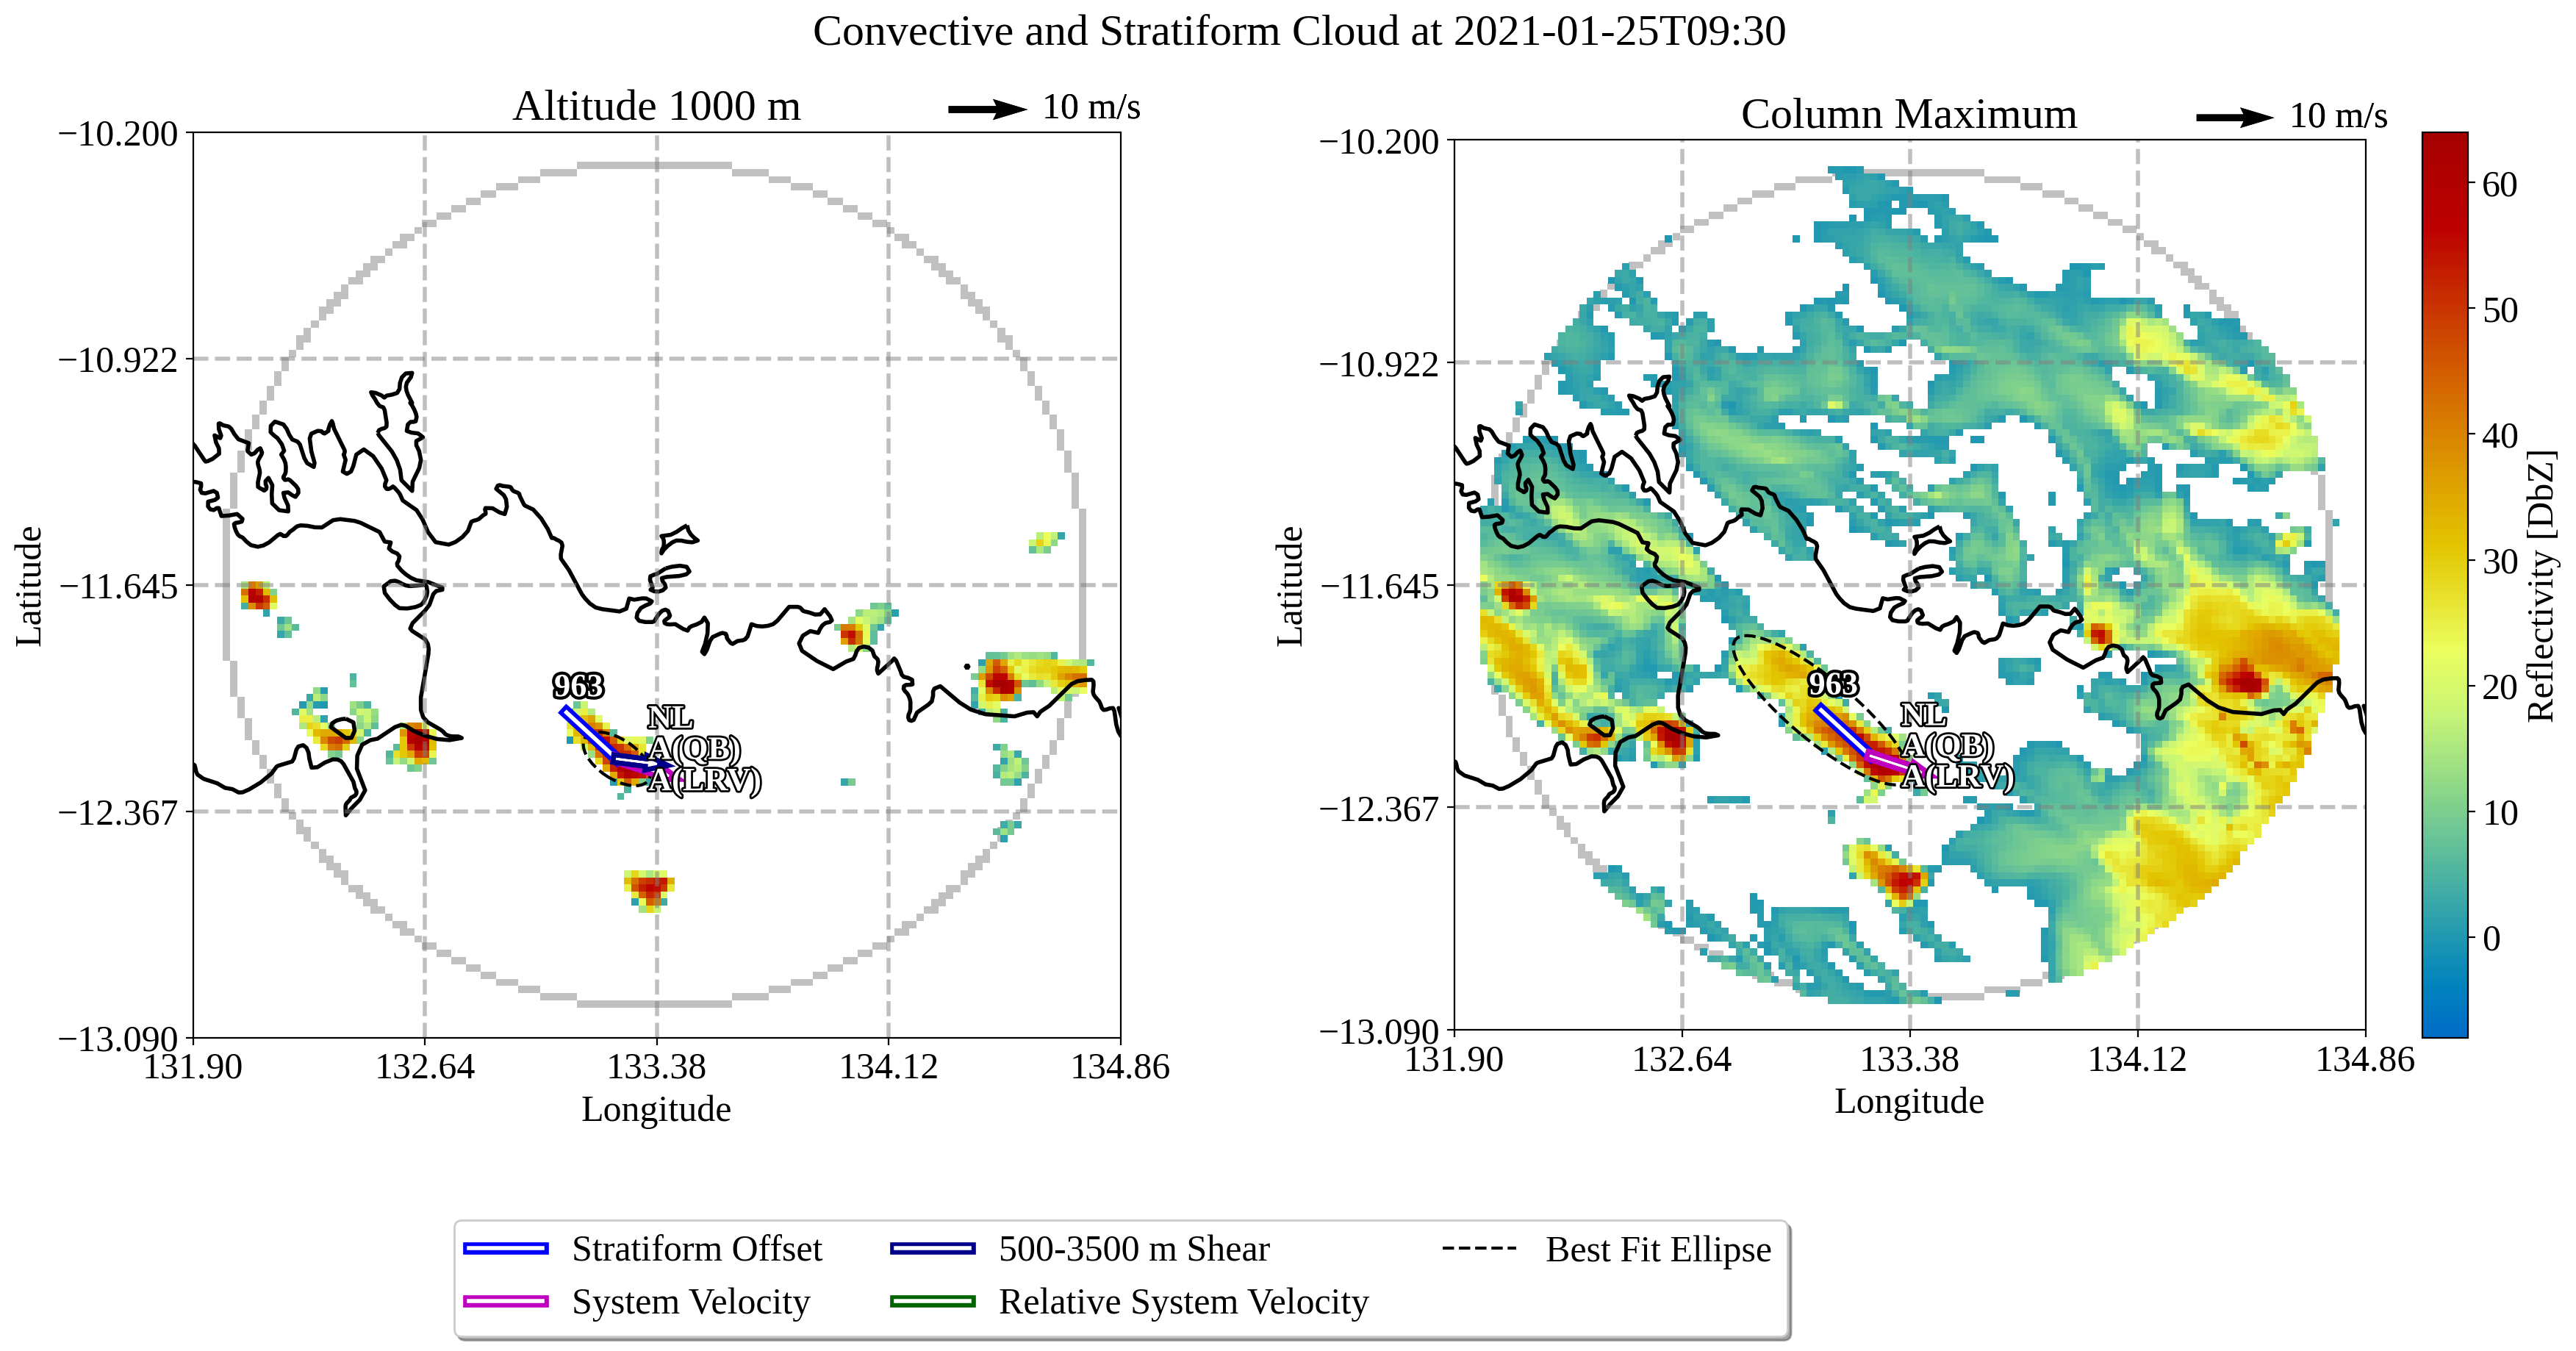 Convective and Stratiform Cloud at 2021-01-25T09:30
Altitude 1000 m
10 m/s
−10.200
−10.922
−11.645
−12.367
−13.090
131.90
132.64
133.38
134.12
134.86
Latitude
Longitude
963
NL
A(QB)
A(LRV)
Column Maximum
10 m/s
−10.200
−10.922
−11.645
−12.367
−13.090
131.90
132.64
133.38
134.12
134.86
Latitude
Longitude
963
NL
A(QB)
A(LRV)
60
50
40
30
20
10
0
Reflectivity [DbZ]
Stratiform Offset
System Velocity
500-3500 m Shear
Relative System Velocity
Best Fit Ellipse